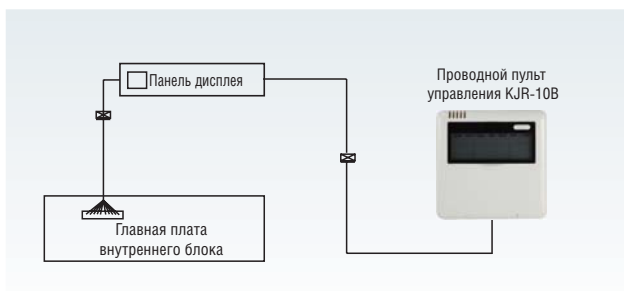 Панель дисплея
Проводной пульт
управления KJR-10B
Главная плата
внутреннего блока